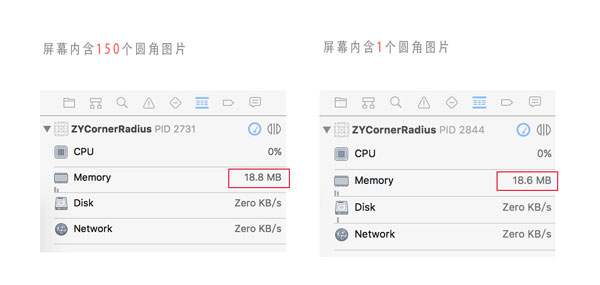 屏幕内含150个圆角图片
ZYCornerRadius PID 2731
CPU 0%
Memory 18.8 MB
Disk Zero KB/s
Network Zero KB/s
屏幕内含1个圆角图片
ZYCornerRadius PID 2844
CPU 0%
Memory 18.6 MB
Disk Zero KB/s
Network Zero KB/s